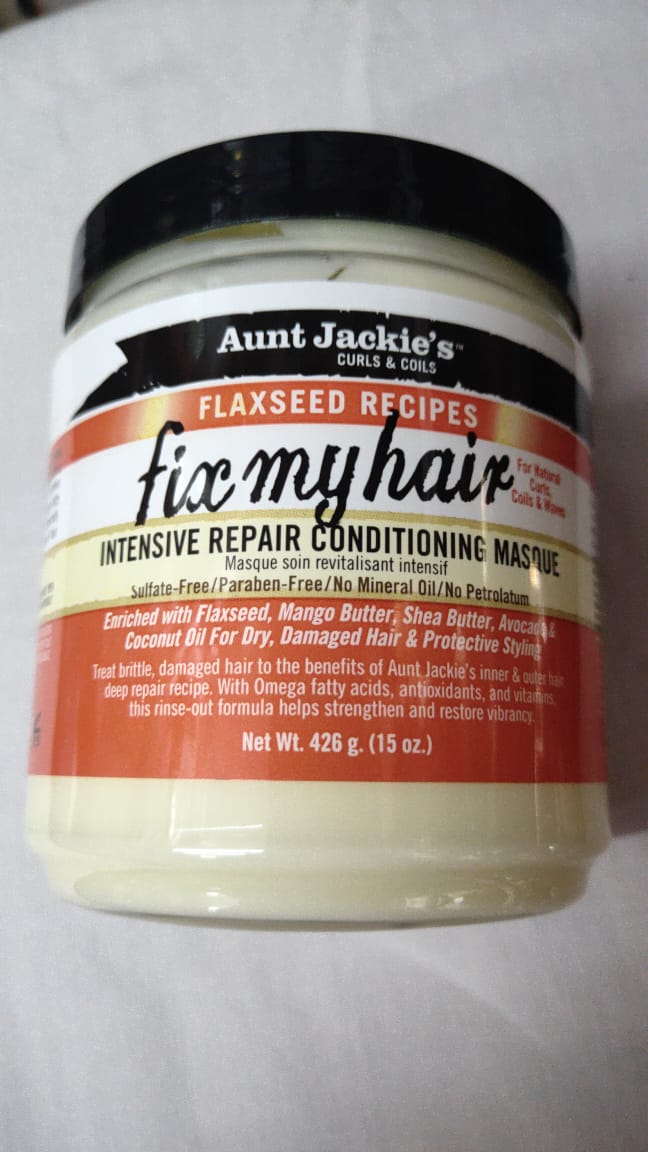 Aunt Jackie's™
CURLS & COILS
FLAXSEED RECIPES
fix my hair
For Natural
Curls,
Coils & Waves
INTENSIVE REPAIR CONDITIONING MASQUE
Masque soin revitalisant intensif
Sulfate-Free/Paraben-Free/No Mineral Oil/No Petrolatum
Enriched with Flaxseed, Mango Butter, Shea Butter, Avocado &
Coconut Oil For Dry, Damaged Hair & Protective Styling
Treat brittle, damaged hair to the benefits of Aunt Jackie's inner & outer hair
deep repair recipe. With Omega fatty acids, antioxidants, and vitamins,
this rinse-out formula helps strengthen and restore vibrancy.
Net Wt. 426 g. (15 oz.)